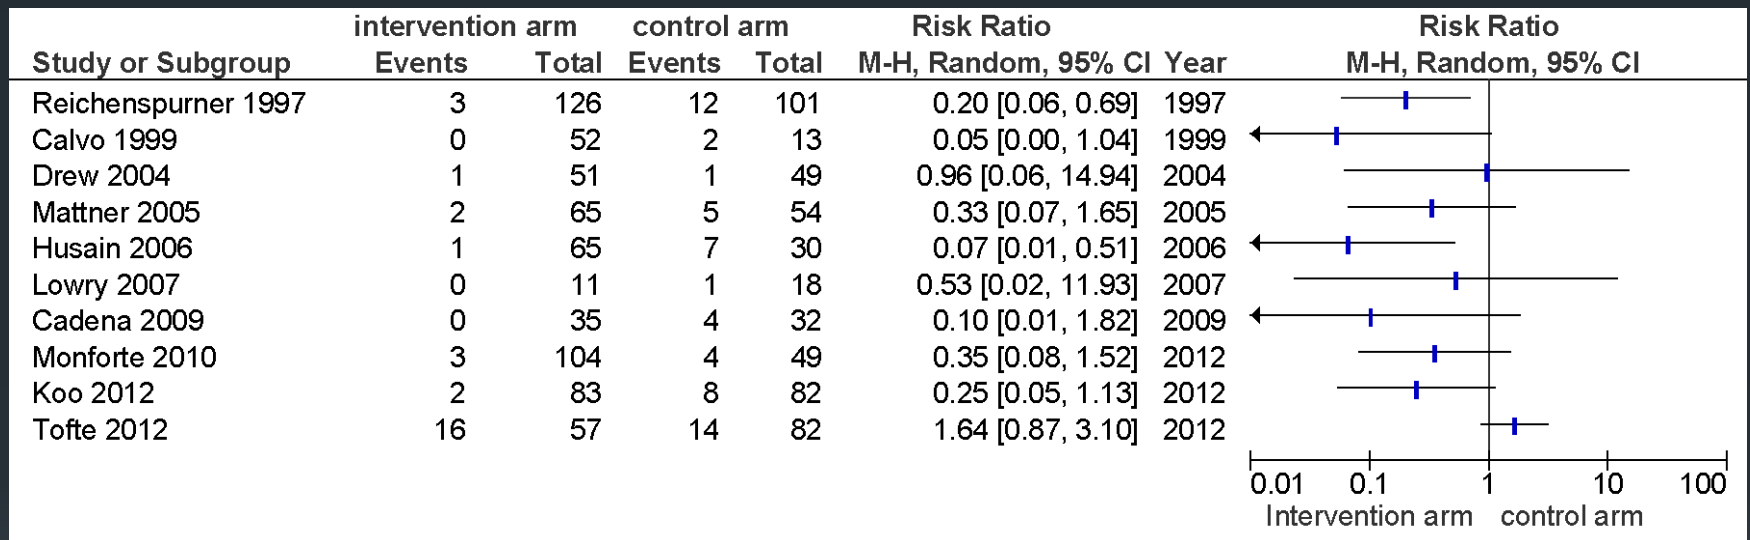 intervention arm control arm Risk Ratio Risk Ratio
Study or Subgroup Events Total Events Total M-H, Random, 95% CI Year M-H, Random, 95% CI
Reichenspurner 1997 3 126 12 101 0.20 [0.06, 0.69] 1997
Calvo 1999 0 52 2 13 0.05 [0.00, 1.04] 1999
Drew 2004 1 51 1 49 0.96 [0.06, 14.94] 2004
Mattner 2005 2 65 5 54 0.33 [0.07, 1.65] 2005
Husain 2006 1 65 7 30 0.07 [0.01, 0.51] 2006
Lowry 2007 0 11 1 18 0.53 [0.02, 11.93] 2007
Cadena 2009 0 35 4 32 0.10 [0.01, 1.82] 2009
Monforte 2010 3 104 4 49 0.35 [0.08, 1.52] 2012
Koo 2012 2 83 8 82 0.25 [0.05, 1.13] 2012
Tofte 2012 16 57 14 82 1.64 [0.87, 3.10] 2012
0.01 0.1 1 10 100
Intervention arm control arm